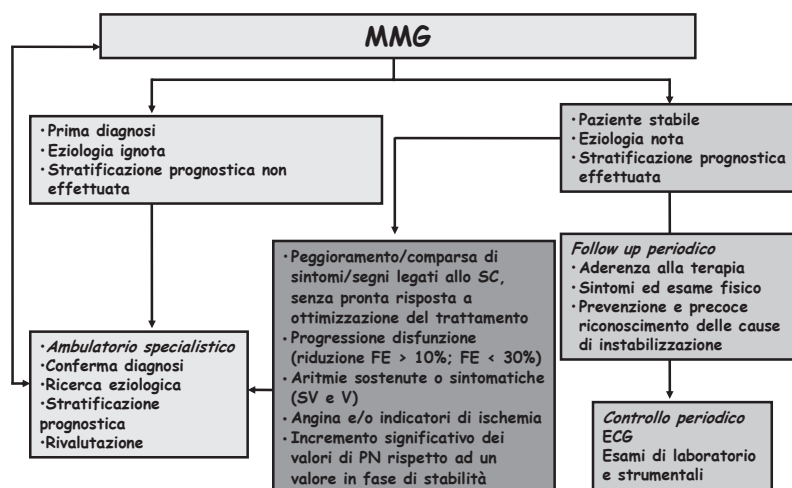 MMG
·Prima diagnosi
·Eziologia ignota
·Stratificazione prognostica non
effettuata
·Paziente stabile
·Eziologia nota
·Stratificazione prognostica
effettuata
·Peggioramento/comparsa di
sintomi/segni legati allo SC,
senza pronta risposta a
ottimizzazione del trattamento
·Progressione disfunzione
(riduzione FE > 10%; FE < 30%)
·Aritmie sostenute o sintomatiche
(SV e V)
·Angina e/o indicatori di ischemia
·Incremento significativo dei
valori di PN rispetto ad un
valore in fase di stabilità
Follow up periodico
·Aderenza alla terapia
·Sintomi ed esame fisico
·Prevenzione e precoce
riconoscimento delle cause
di instabilizzazione
·Ambulatorio specialistico
·Conferma diagnosi
·Ricerca eziologica
·Stratificazione
prognostica
·Rivalutazione
Controllo periodico
ECG
Esami di laboratorio
e strumentali